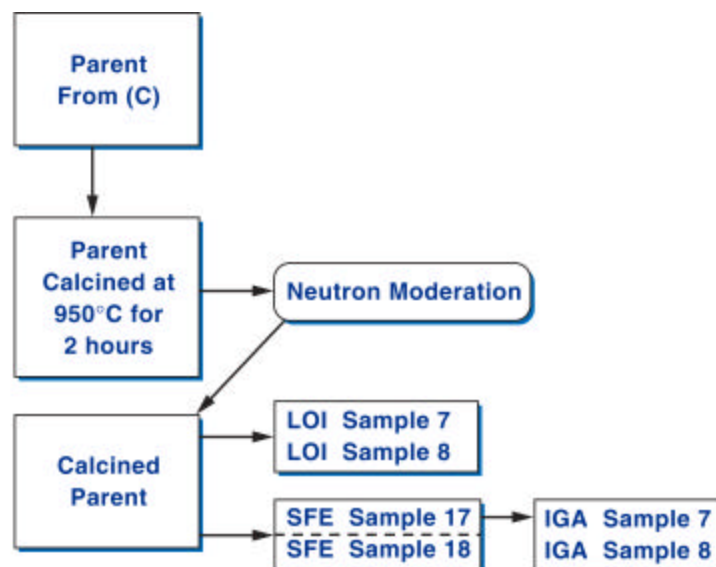 Parent
From (C)
Parent
Calcined at
950°C for
2 hours
Neutron Moderation
Calcined
Parent
LOI Sample 7
LOI Sample 8
SFE Sample 17
SFE Sample 18
IGA Sample 7
IGA Sample 8